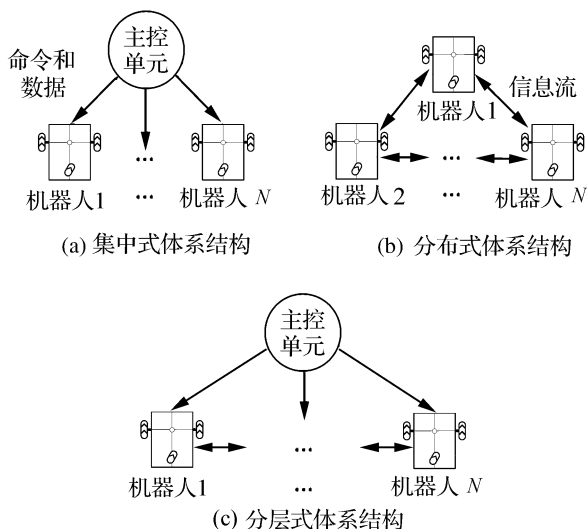 主控
单元
命令和
数据
...
机器人1
...
机器人 N
(a) 集中式体系结构
机器人1
信息流
...
机器人2
...
机器人 N
(b) 分布式体系结构
主控
单元
...
机器人1
...
机器人 N
(c) 分层式体系结构